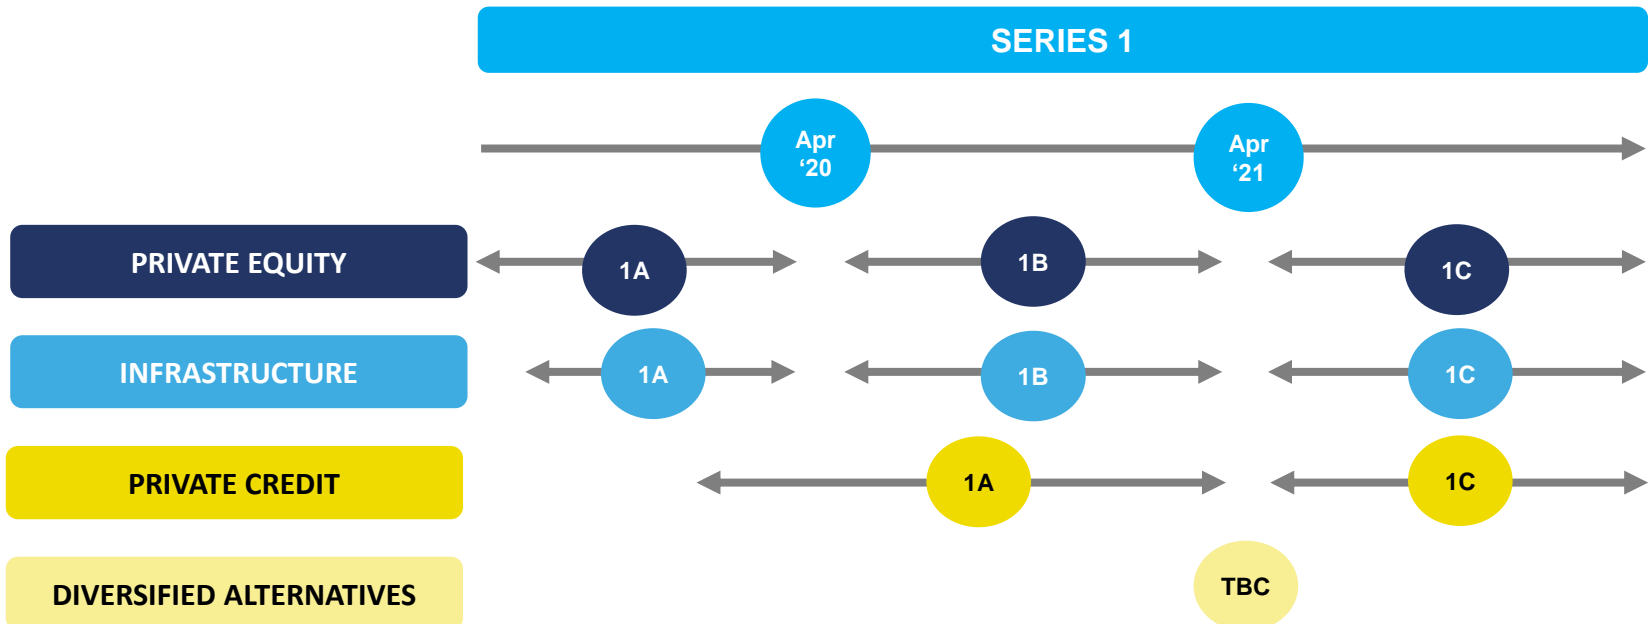 SERIES 1
Apr
‘20
Apr
‘21
PRIVATE EQUITY
1A
1B
1C
INFRASTRUCTURE
1A
1B
1C
PRIVATE CREDIT
1A
1C
DIVERSIFIED ALTERNATIVES
TBC